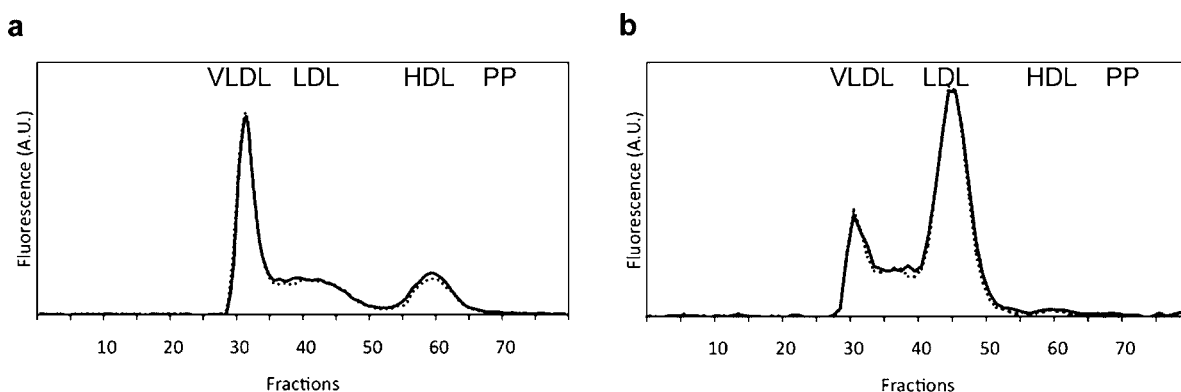 a
VLDL LDL HDL PP
Fluorescence (A.U.)
10 20 30 40 50 60 70
Fractions
b
VLDL LDL HDL PP
Fluorescence (A.U.)
10 20 30 40 50 60 70
Fractions